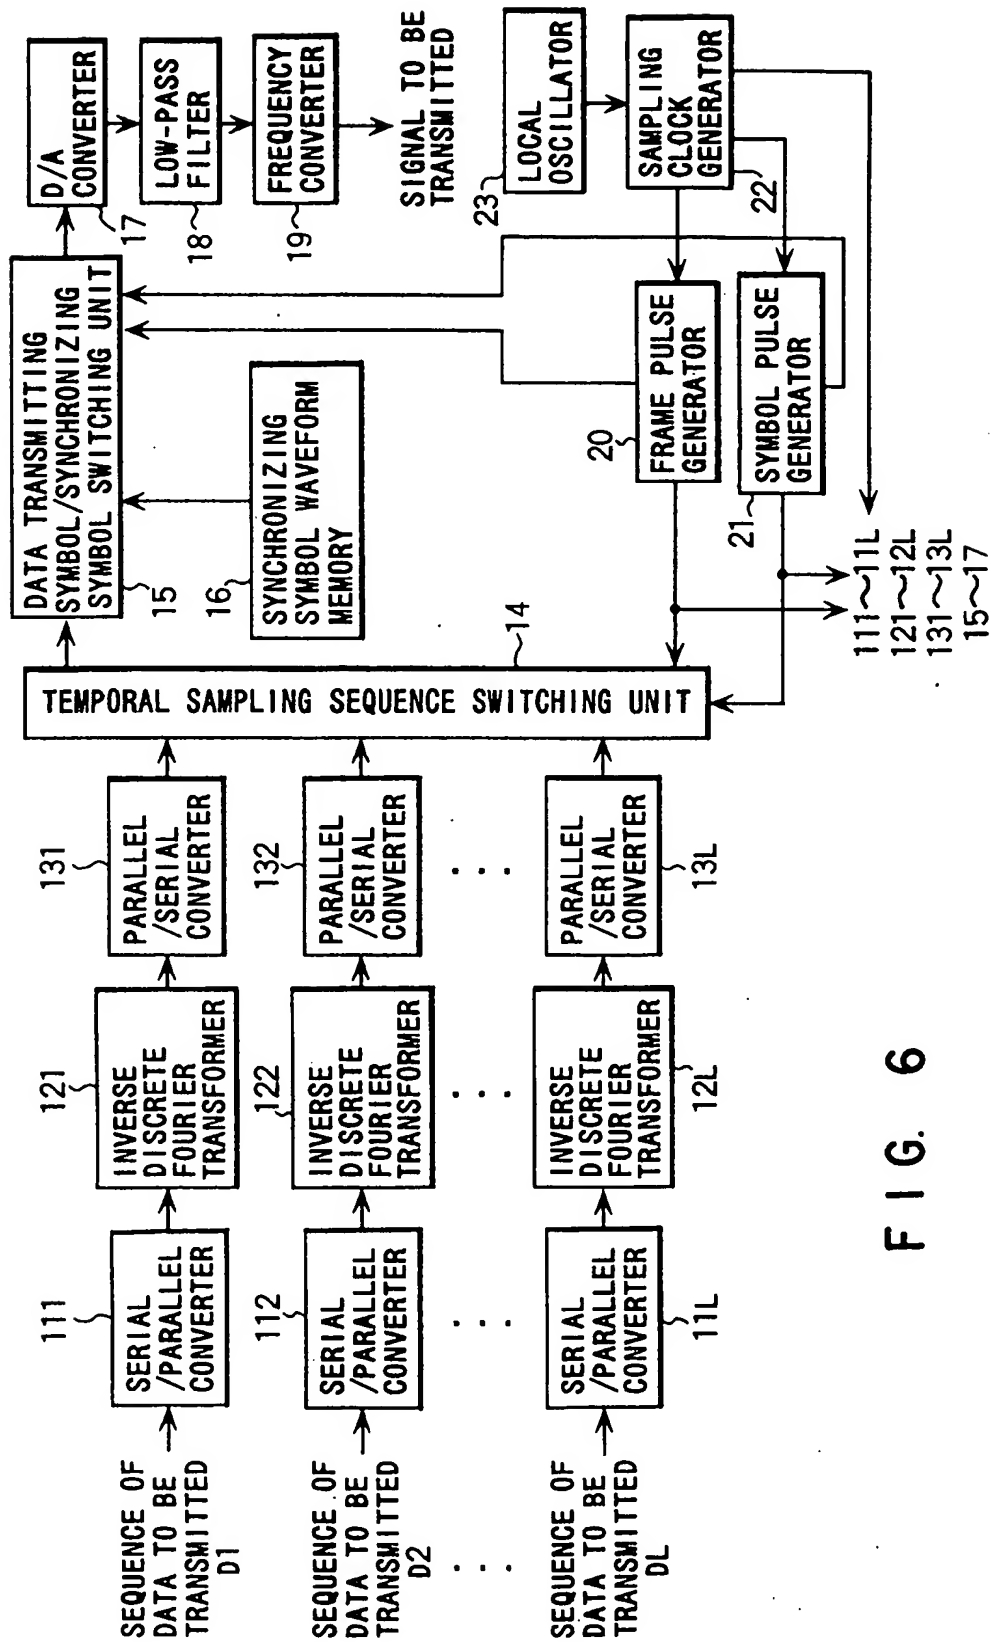 SEQUENCE OF
DATA TO BE
TRANSMITTED
D1
111
SERIAL
/PARALLEL
CONVERTER
121
INVERSE
DISCRETE
FOURIER
TRANSFORMER
131
PARALLEL
/SERIAL
CONVERTER
SEQUENCE OF
DATA TO BE
TRANSMITTED
D2
112
SERIAL
/PARALLEL
CONVERTER
122
INVERSE
DISCRETE
FOURIER
TRANSFORMER
132
PARALLEL
/SERIAL
CONVERTER
. . .
. . .
. . .
. . .
SEQUENCE OF
DATA TO BE
TRANSMITTED
DL
SERIAL
/PARALLEL
CONVERTER
11L
INVERSE
DISCRETE
FOURIER
TRANSFORMER
12L
PARALLEL
/SERIAL
CONVERTER
13L
TEMPORAL SAMPLING SEQUENCE SWITCHING UNIT
14
DATA TRANSMITTING
SYMBOL/SYNCHRONIZING
SYMBOL SWITCHING UNIT
15
16
SYNCHRONIZING
SYMBOL WAVEFORM
MEMORY
D/A
CONVERTER
17
LOW-PASS
FILTER
18
FREQUENCY
CONVERTER
19
SIGNAL TO BE
TRANSMITTED
23
LOCAL
OSCILLATOR
SAMPLING
CLOCK
GENERATOR
22
20
FRAME PULSE
GENERATOR
21
SYMBOL PULSE
GENERATOR
111~11L
121~12L
131~13L
15~17
FIG. 6